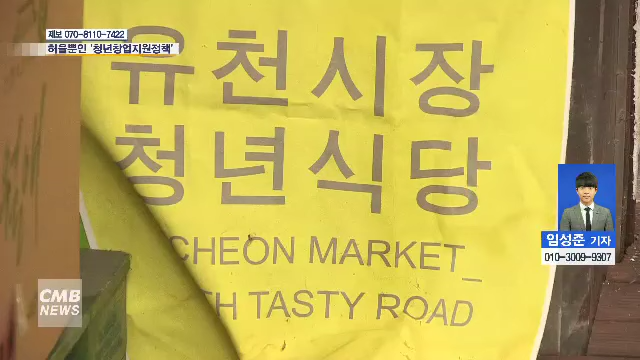 제보 070-8110-7422
허울뿐인 '청년창업지원정책'
유천시장
청년식당
CHEON MARKET_
TH TASTY ROAD
임성준 기자
010-3009-9307
CMB
NEWS